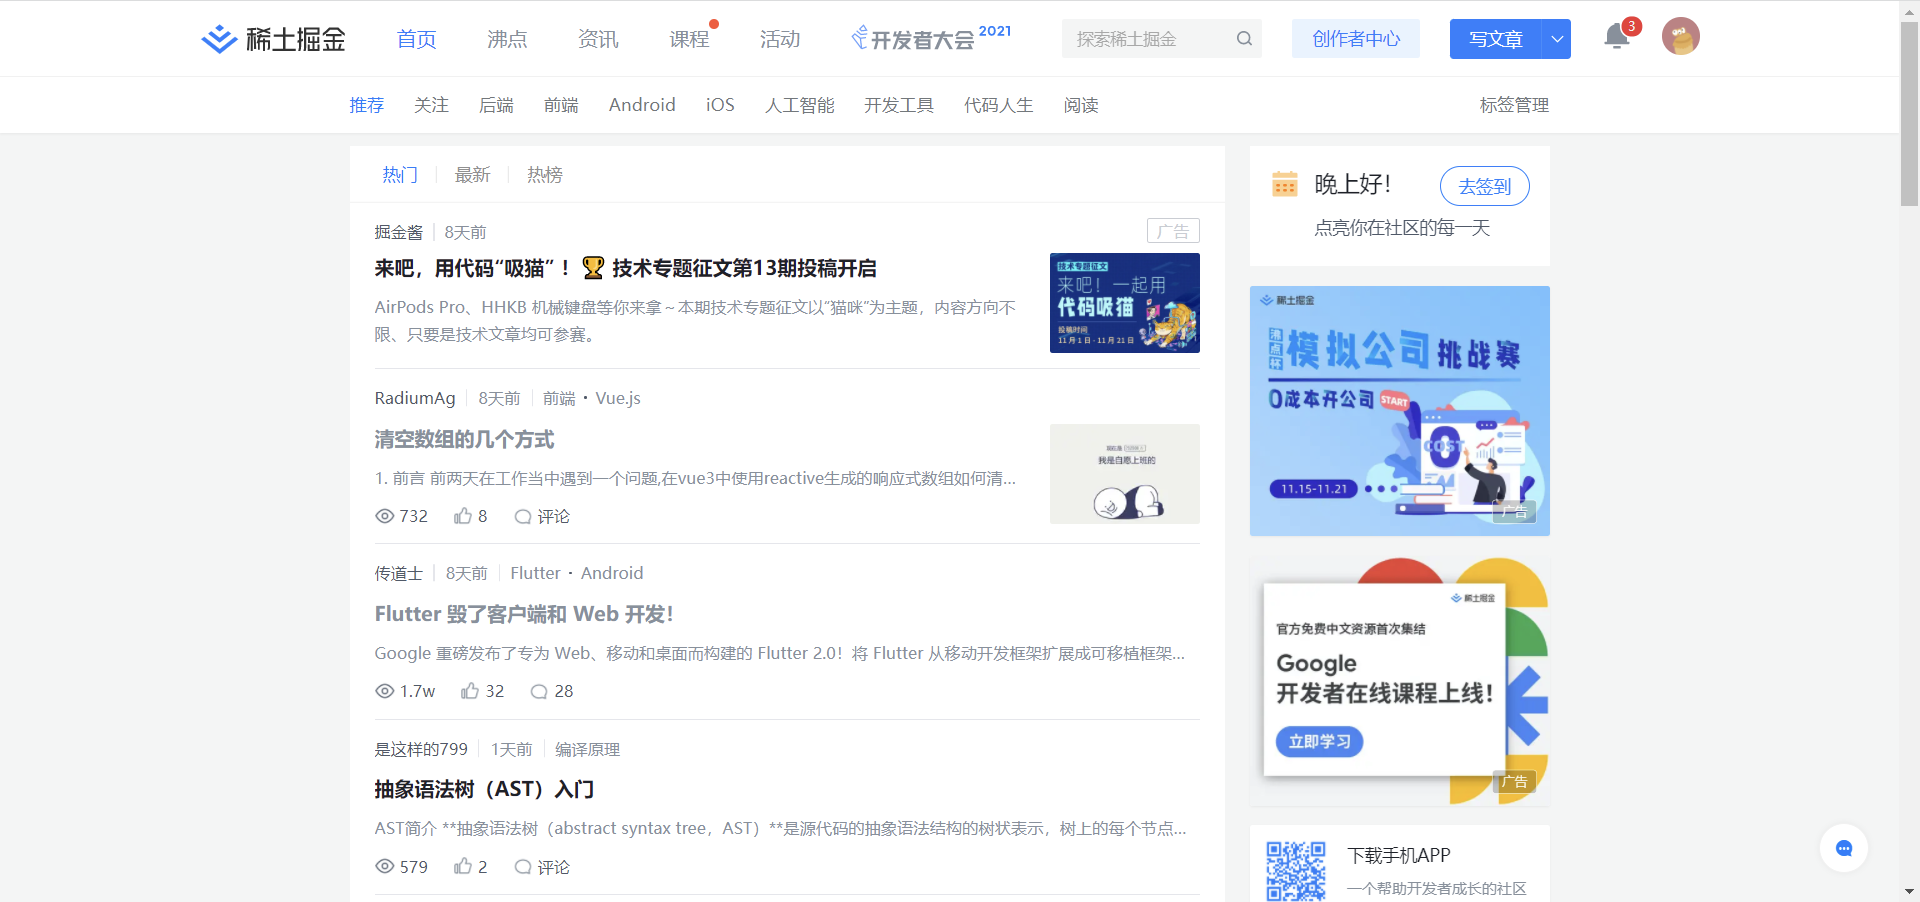 稀土掘金
首页
沸点
资讯
课程
活动
开发者大会 2021
探索稀土掘金
创作者中心
写文章
3
推荐
关注
后端
前端
Android
iOS
人工智能
开发工具
代码人生
阅读
标签管理
热门
最新
热榜
掘金酱 8天前
广告
来吧，用代码“吸猫”！🏆 技术专题征文第13期投稿开启
AirPods Pro、HHKB 机械键盘等你来拿～本期技术专题征文以“猫咪”为主题，内容方向不
限、只要是技术文章均可参赛。
技术专题征文
来吧！一起用
代码吸猫
投稿时间
11月1日-11月21日
RadiumAg 8天前 前端 · Vue.js
清空数组的几个方式
1. 前言 前两天在工作当中遇到一个问题,在vue3中使用reactive生成的响应式数组如何清...
732 8 评论
我是自愿上班的
传道士 8天前 Flutter · Android
Flutter 毁了客户端和 Web 开发！
Google 重磅发布了专为 Web、移动和桌面而构建的 Flutter 2.0！将 Flutter 从移动开发框架扩展成可移植框架...
1.7w 32 28
是这样的799 1天前 编译原理
抽象语法树（AST）入门
AST简介 **抽象语法树（abstract syntax tree，AST）**是源代码的抽象语法结构的树状表示，树上的每个节点...
579 2 评论
晚上好！
去签到
点亮你在社区的每一天
稀土掘金
沸点杯
模拟公司挑战赛
0成本开公司 START
0
COST
11.15-11.21
广告
稀土掘金
官方免费中文资源首次集结
Google
开发者在线课程上线！
立即学习
广告
下载手机APP
一个帮助开发者成长的社区